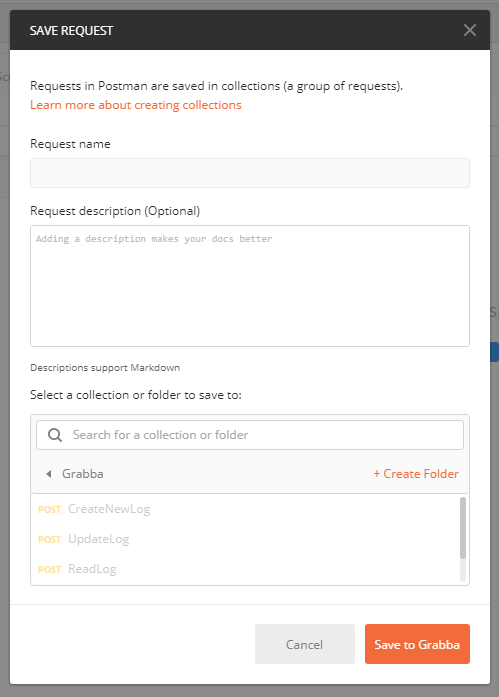 SAVE REQUEST
Requests in Postman are saved in collections (a group of requests).
Learn more about creating collections
Request name
Request description (Optional)
Adding a description makes your docs better
Descriptions support Markdown
Select a collection or folder to save to:
Search for a collection or folder
Grabba
+ Create Folder
POST CreateNewLog
POST UpdateLog
POST ReadLog
Cancel
Save to Grabba